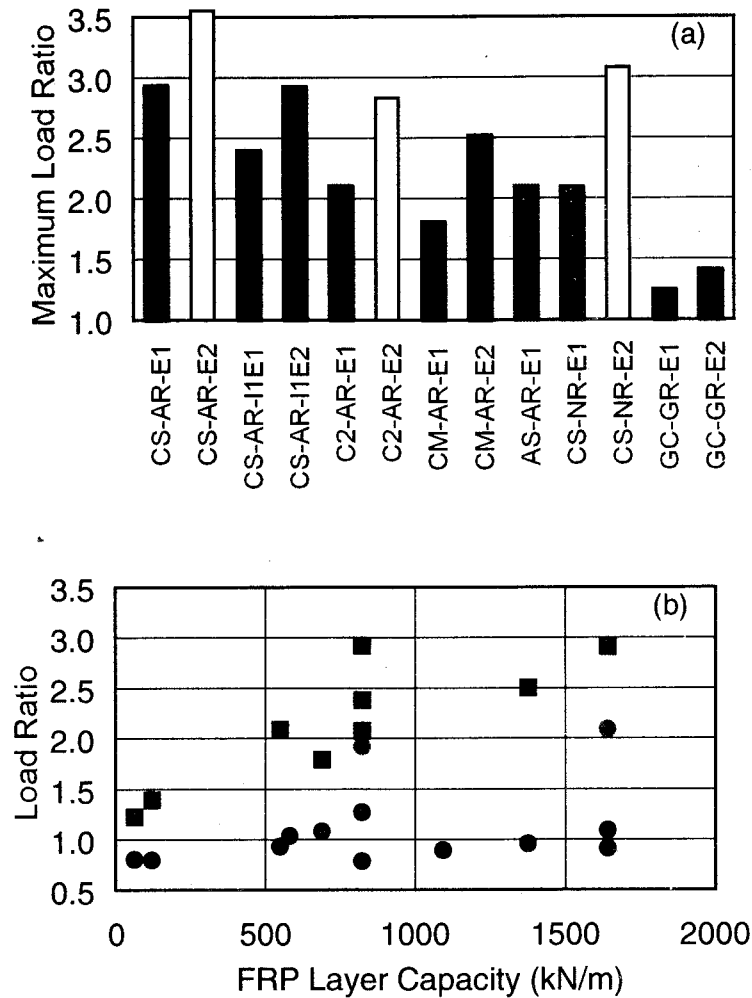 (a)
Maximum Load Ratio
3.5
3.0
2.5
2.0
1.5
1.0
CS-AR-E1
CS-AR-E2
CS-AR-I1E1
CS-AR-I1E2
C2-AR-E1
C2-AR-E2
CM-AR-E1
CM-AR-E2
AS-AR-E1
CS-NR-E1
CS-NR-E2
GC-GR-E1
GC-GR-E2
(b)
Load Ratio
3.5
3.0
2.5
2.0
1.5
1.0
0.5
0 500 1000 1500 2000
FRP Layer Capacity (kN/m)